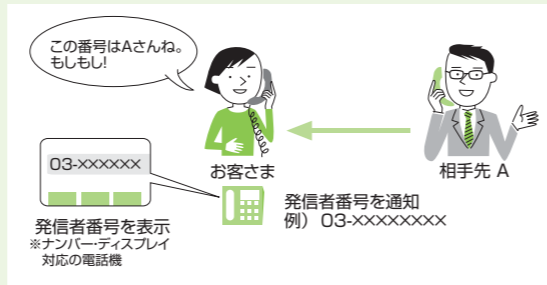 この番号はAさんね。
もしもし!
お客さま
相手先 A
03-XXXXXX
発信者番号を表示
※ナンバー・ディスプレイ
対応の電話機
発信者番号を通知
例) 03-XXXXXXXX